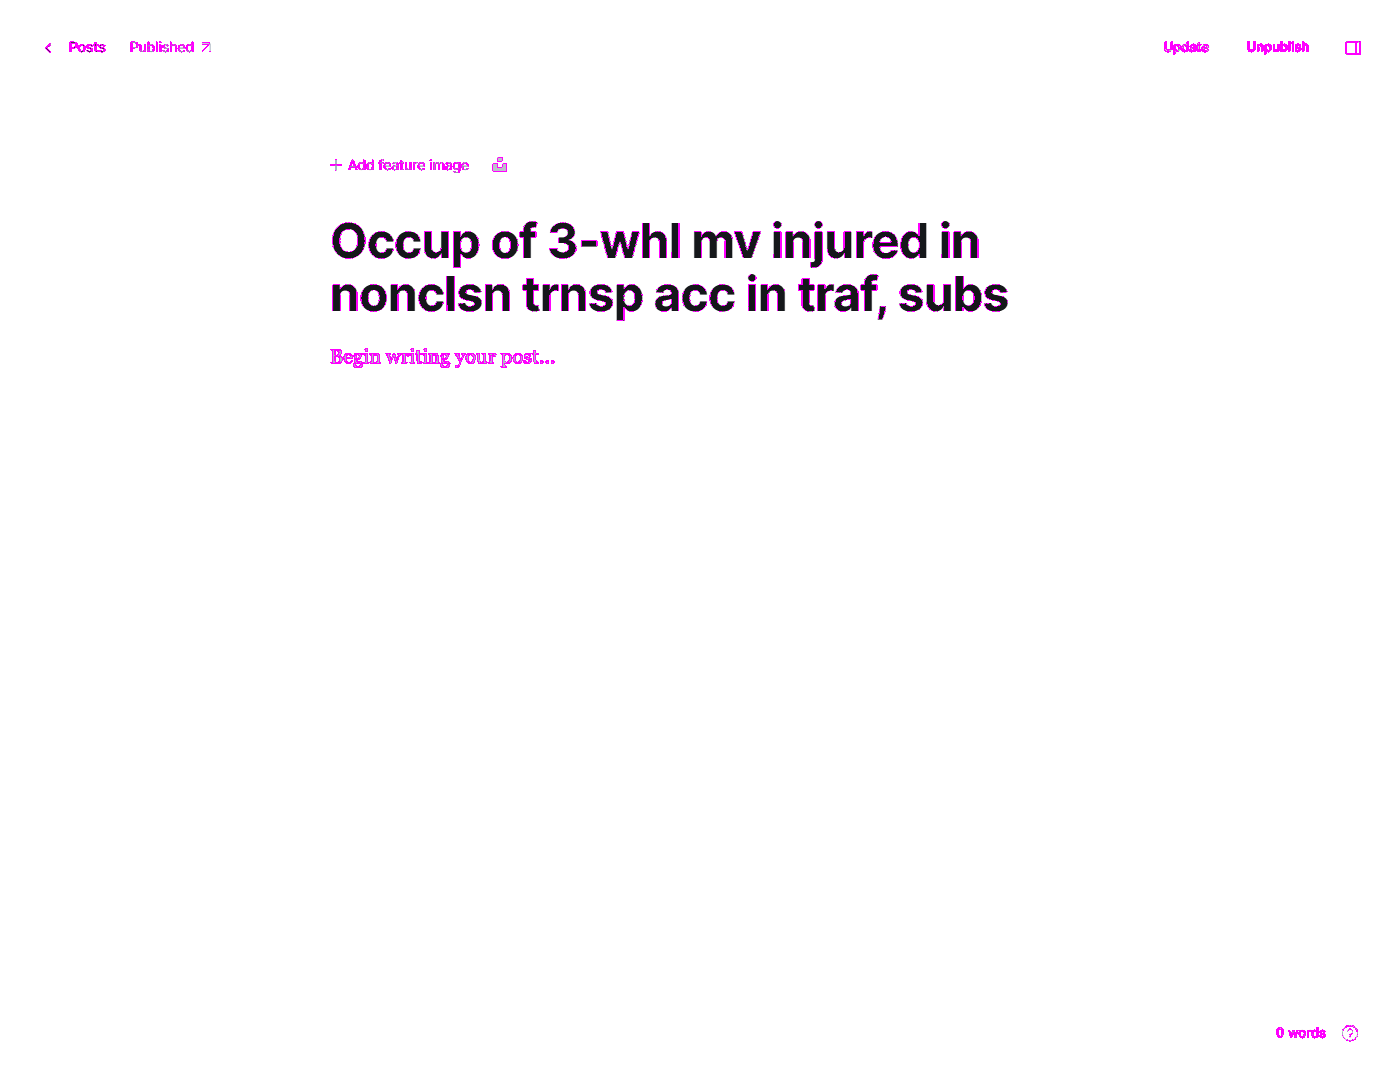 Posts Published
Update Unpublish
Add feature image
Occup of 3-whl mv injured in
nonclsn trnsp acc in traf, subs
Begin writing your post...
0 words